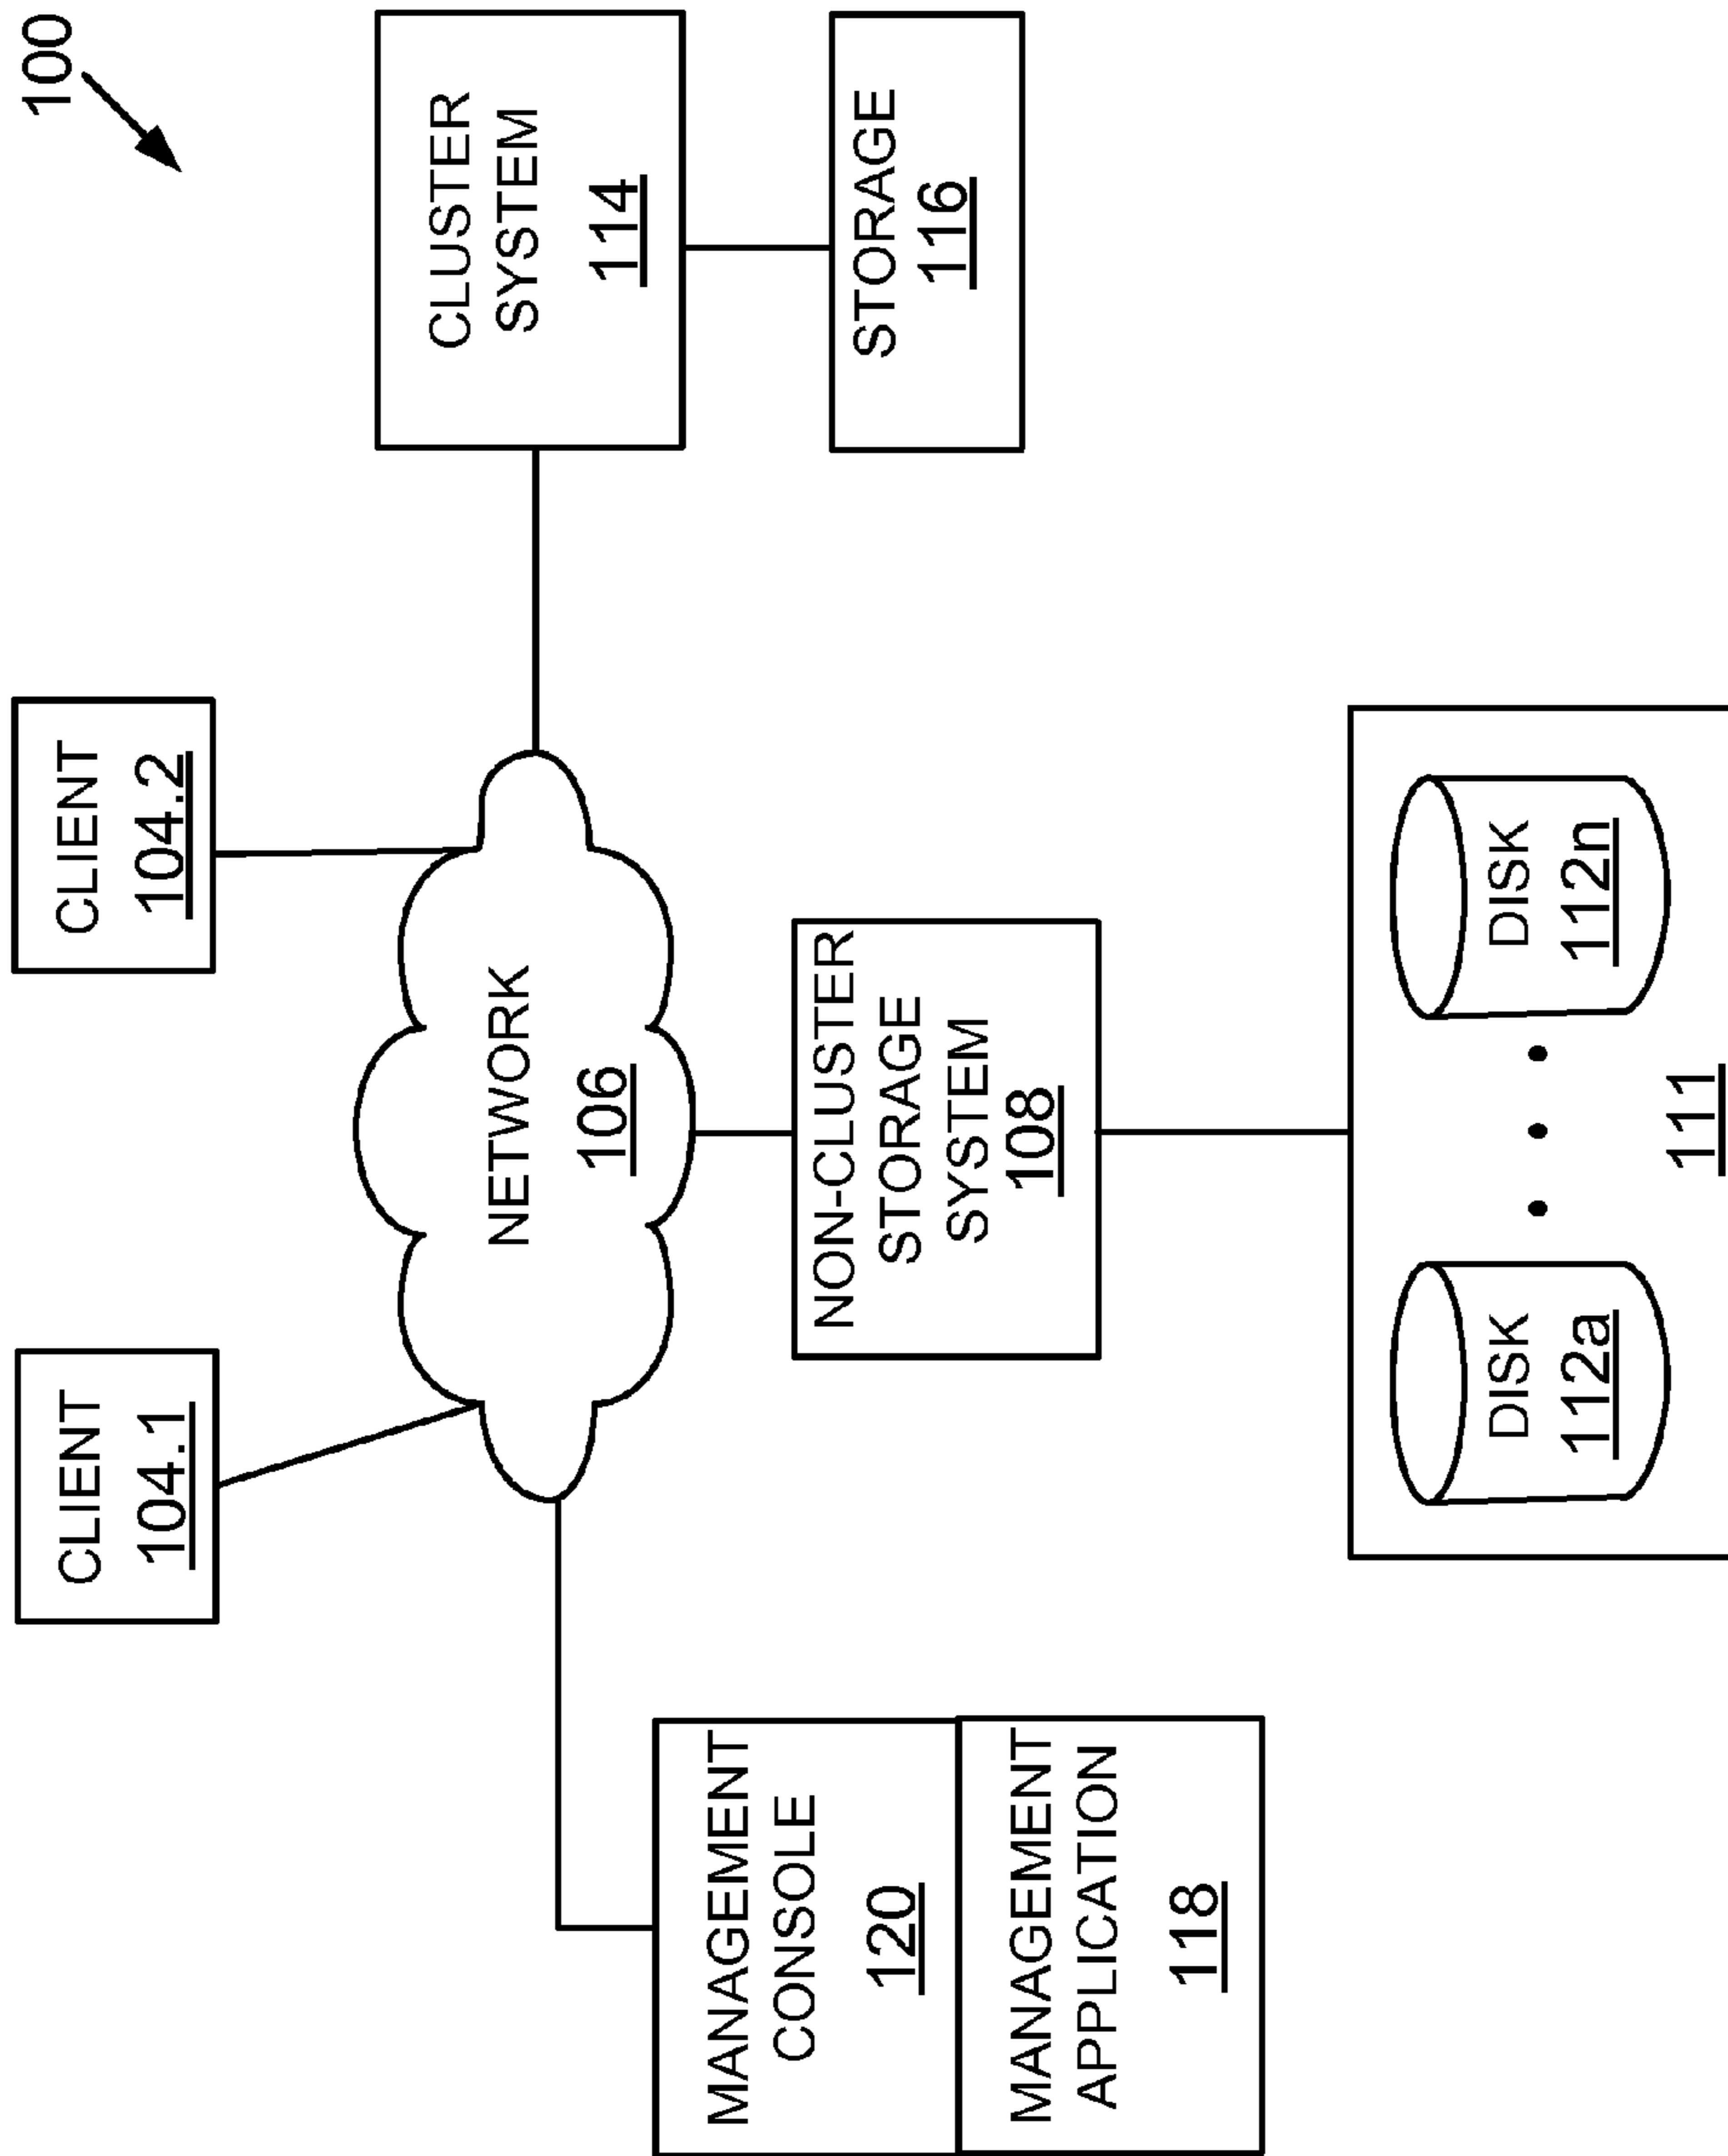 100
CLIENT
104.1
CLIENT
104.2
NETWORK
106
MANAGEMENT
CONSOLE
120
MANAGEMENT
APPLICATION
118
NON-CLUSTER
STORAGE
SYSTEM
108
CLUSTER
SYSTEM
114
STORAGE
116
DISK
112a
DISK
112n
111